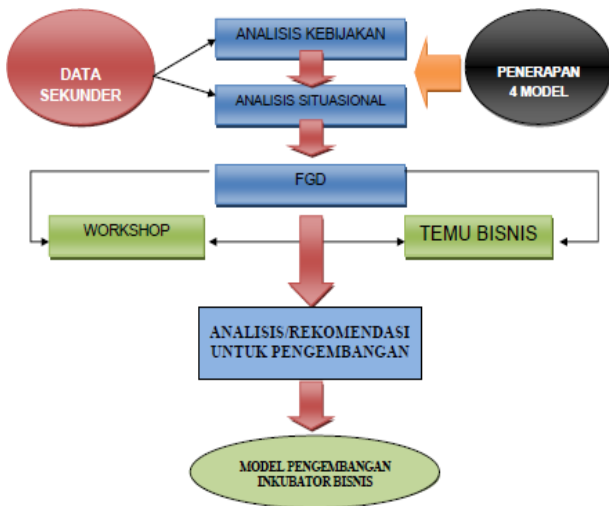 ANALISIS KEBIJAKAN
DATA
SEKUNDER
PENERAPAN
4 MODEL
ANALISIS SITUASIONAL
FGD
WORKSHOP
TEMU BISNIS
ANALISIS/REKOMENDASI
UNTUK PENGEMBANGAN
MODEL PENGEMBANGAN
INKUBATOR BISNIS